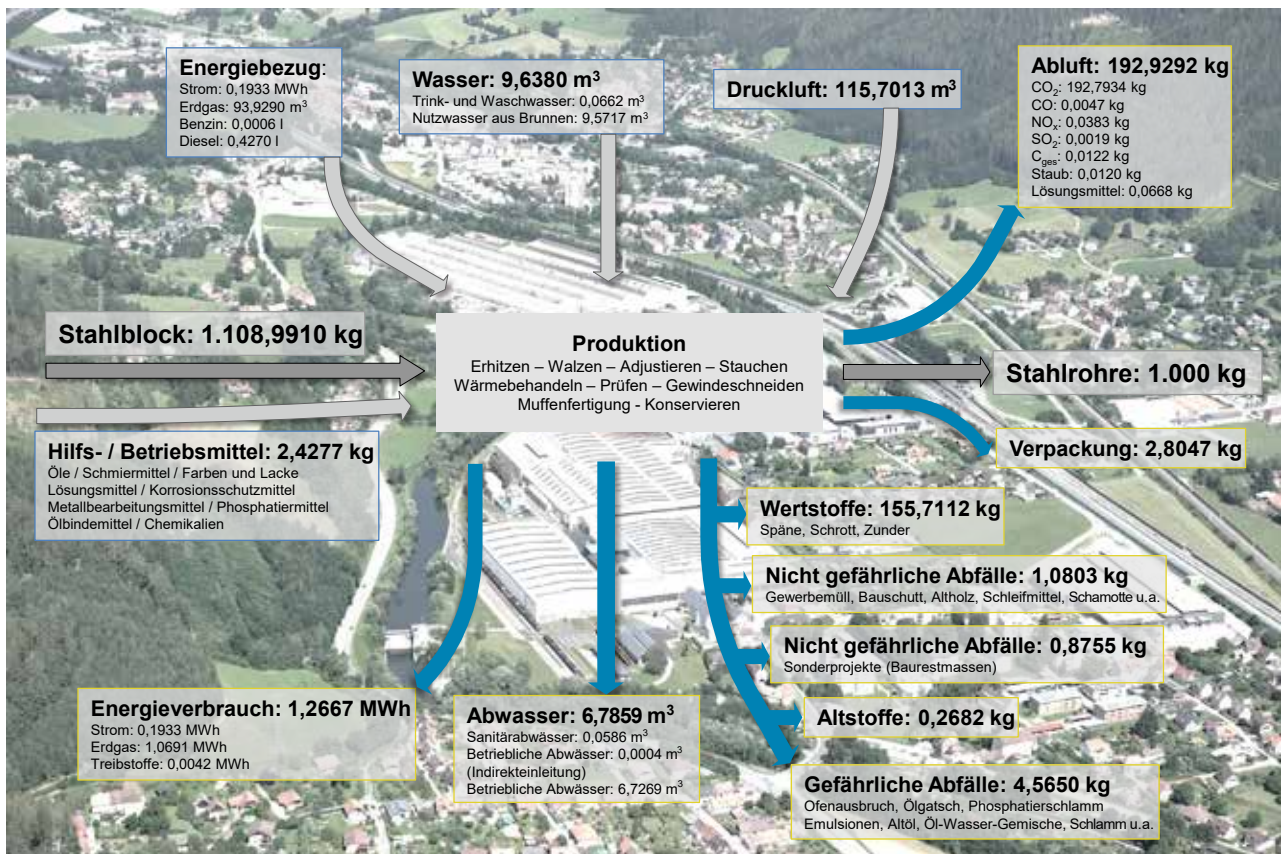 Energiebezug:
Strom: 0,1933 MWh
Erdgas: 93,9290 m³
Benzin: 0,0006 l
Diesel: 0,4270 l
Wasser: 9,6380 m³
Trink- und Waschwasser: 0,0662 m³
Nutzwasser aus Brunnen: 9,5717 m³
Druckluft: 115,7013 m³
Abluft: 192,9292 kg
CO₂: 192,7934 kg
CO: 0,0047 kg
NOₓ: 0,0383 kg
SO₂: 0,0019 kg
C_ges: 0,0122 kg
Staub: 0,0120 kg
Lösungsmittel: 0,0668 kg
Stahlblock: 1.108,9910 kg
Produktion
Erhitzen – Walzen – Adjustieren – Stauchen
Wärmebehandeln – Prüfen – Gewindeschneiden
Muffenfertigung - Konservieren
Stahlrohre: 1.000 kg
Hilfs- / Betriebsmittel: 2,4277 kg
Öle / Schmiermittel / Farben und Lacke
Lösungsmittel / Korrosionsschutzmittel
Metallbearbeitungsmittel / Phosphatiermittel
Ölbindemittel / Chemikalien
Verpackung: 2,8047 kg
Wertstoffe: 155,7112 kg
Späne, Schrott, Zunder
Nicht gefährliche Abfälle: 1,0803 kg
Gewerbemüll, Bauschutt, Altholz, Schleifmittel, Schamotte u.a.
Nicht gefährliche Abfälle: 0,8755 kg
Sonderprojekte (Baurestmassen)
Altstoffe: 0,2682 kg
Gefährliche Abfälle: 4,5650 kg
Ofenausbruch, Ölgatsch, Phosphatierschlamm
Emulsionen, Altöl, Öl-Wasser-Gemische, Schlamm u.a.
Energieverbrauch: 1,2667 MWh
Strom: 0,1933 MWh
Erdgas: 1,0691 MWh
Treibstoffe: 0,0042 MWh
Abwasser: 6,7859 m³
Sanitärabwässer: 0,0586 m³
Betriebliche Abwässer: 0,0004 m³
(Indirekteinleitung)
Betriebliche Abwässer: 6,7269 m³